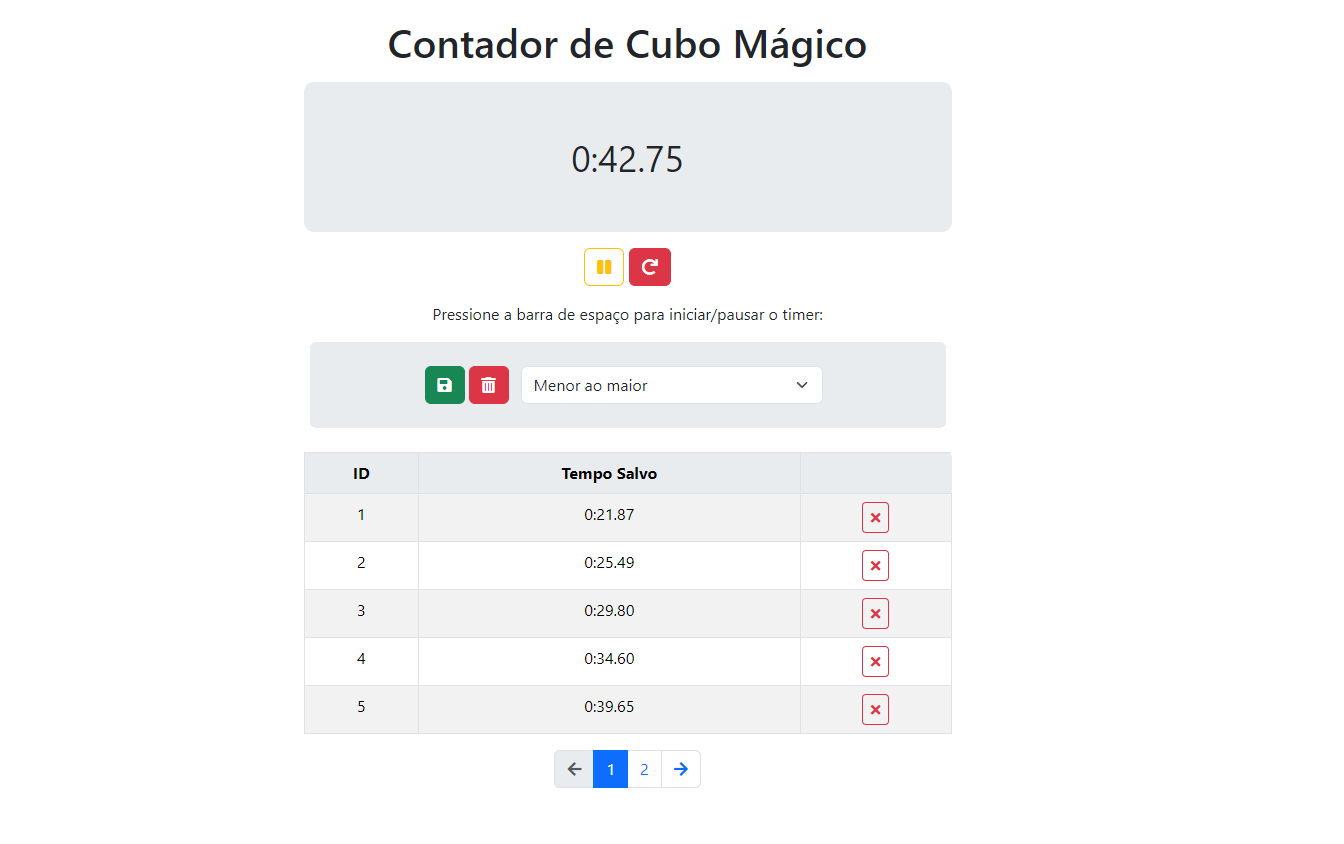 Contador de Cubo Mágico
0:42.75
Pressione a barra de espaço para iniciar/pausar o timer:
Menor ao maior
ID Tempo Salvo
1 0:21.87
2 0:25.49
3 0:29.80
4 0:34.60
5 0:39.65
1 2